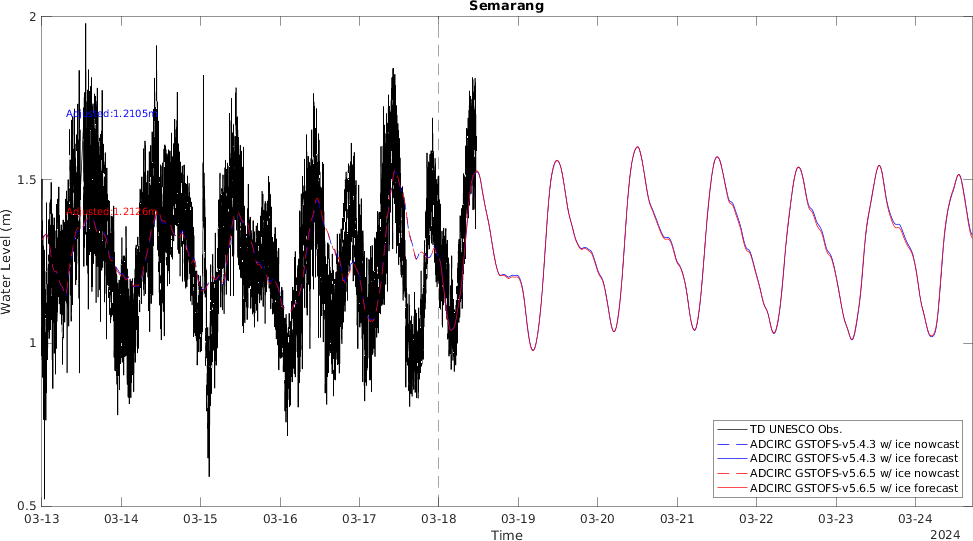 Semarang
2
Adjusted:1.2105m
1.5
Adjusted:1.2126m
Water Level (m)
1
TD UNESCO Obs.
ADCIRC GSTOFS-v5.4.3 w/ ice nowcast
ADCIRC GSTOFS-v5.4.3 w/ ice forecast
ADCIRC GSTOFS-v5.6.5 w/ ice nowcast
ADCIRC GSTOFS-v5.6.5 w/ ice forecast
0.5
03-13 03-14 03-15 03-16 03-17 03-18 03-19 03-20 03-21 03-22 03-23 03-24
Time
2024